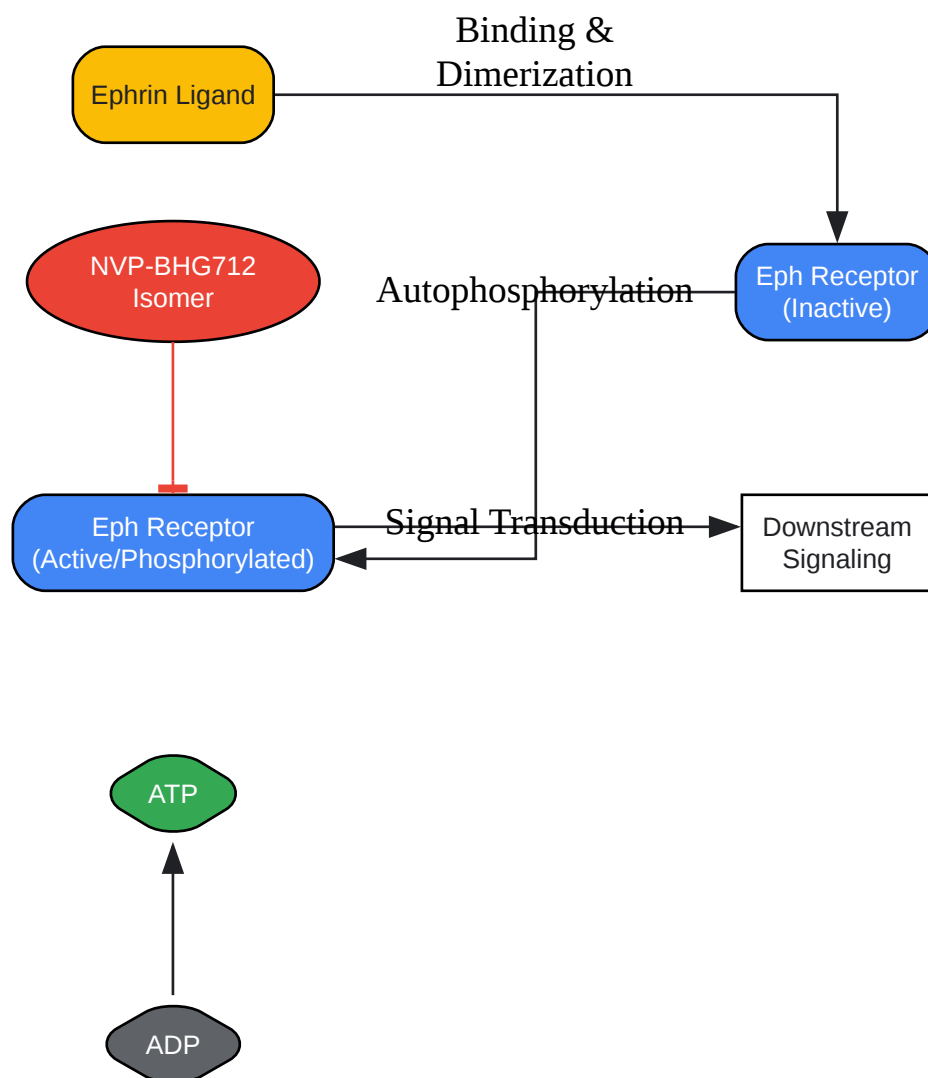 Binding &
Dimerization
Ephrin Ligand
NVP-BHG712
Isomer
Autophosphorylation
Eph Receptor
(Inactive)
Eph Receptor
(Active/Phosphorylated)
Signal Transduction
Downstream
Signaling
ATP
ADP